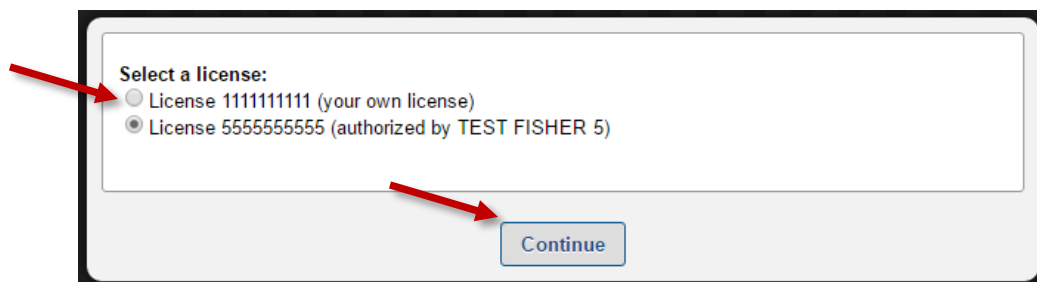 Select a license:
License 1111111111 (your own license)
License 5555555555 (authorized by TEST FISHER 5)
Continue